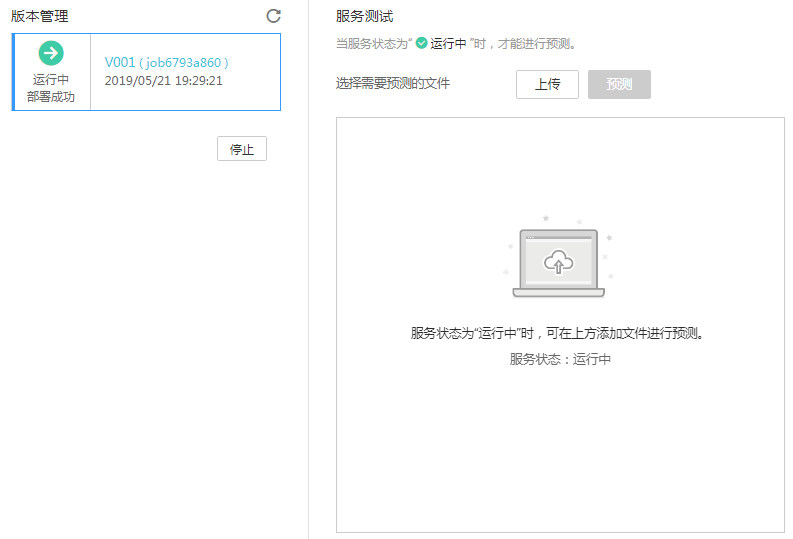 版本管理
运行中
部署成功
V001 ( job6793a860 )
2019/05/21 19:29:21
停止
服务测试
当服务状态为“ 运行中 ”时，才能进行预测。
选择需要预测的文件
上传
预测
服务状态为“运行中”时，可在上方添加文件进行预测。
服务状态：运行中